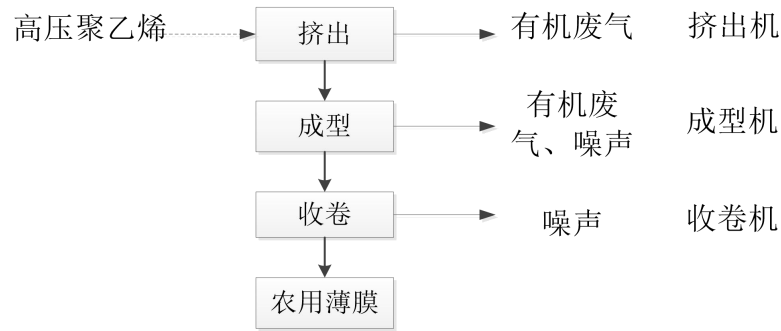 高压聚乙烯 挤出 有机废气 挤出机
成型 有机废
气、噪声 成型机
收卷 噪声 收卷机
农用薄膜